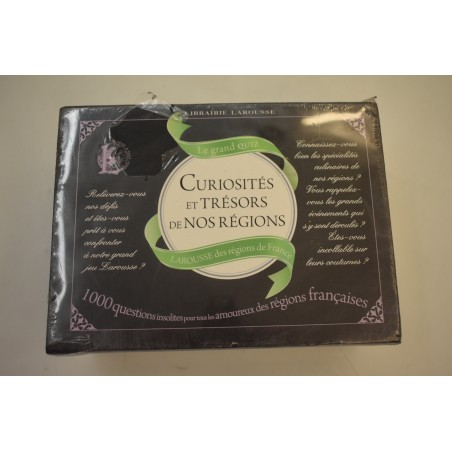 LIBRAIRIE LAROUSSE
Le grand QUIZ
CURIOSITÉS
ET TRÉSORS
DE NOS RÉGIONS
LAROUSSE des régions de France
Relèverez-vous
nos défis
et êtes-vous
prêt à vous
confronter
à notre grand
jeu Larousse ?
Connaissez-vous
bien les spécialités
culinaires de
nos régions ?
Vous rappelez-
vous les grands
événements qui
s'y sont déroulés ?
Etes-vous
incollable sur
leurs coutumes ?
1000 questions insolites pour tous les amoureux des régions françaises